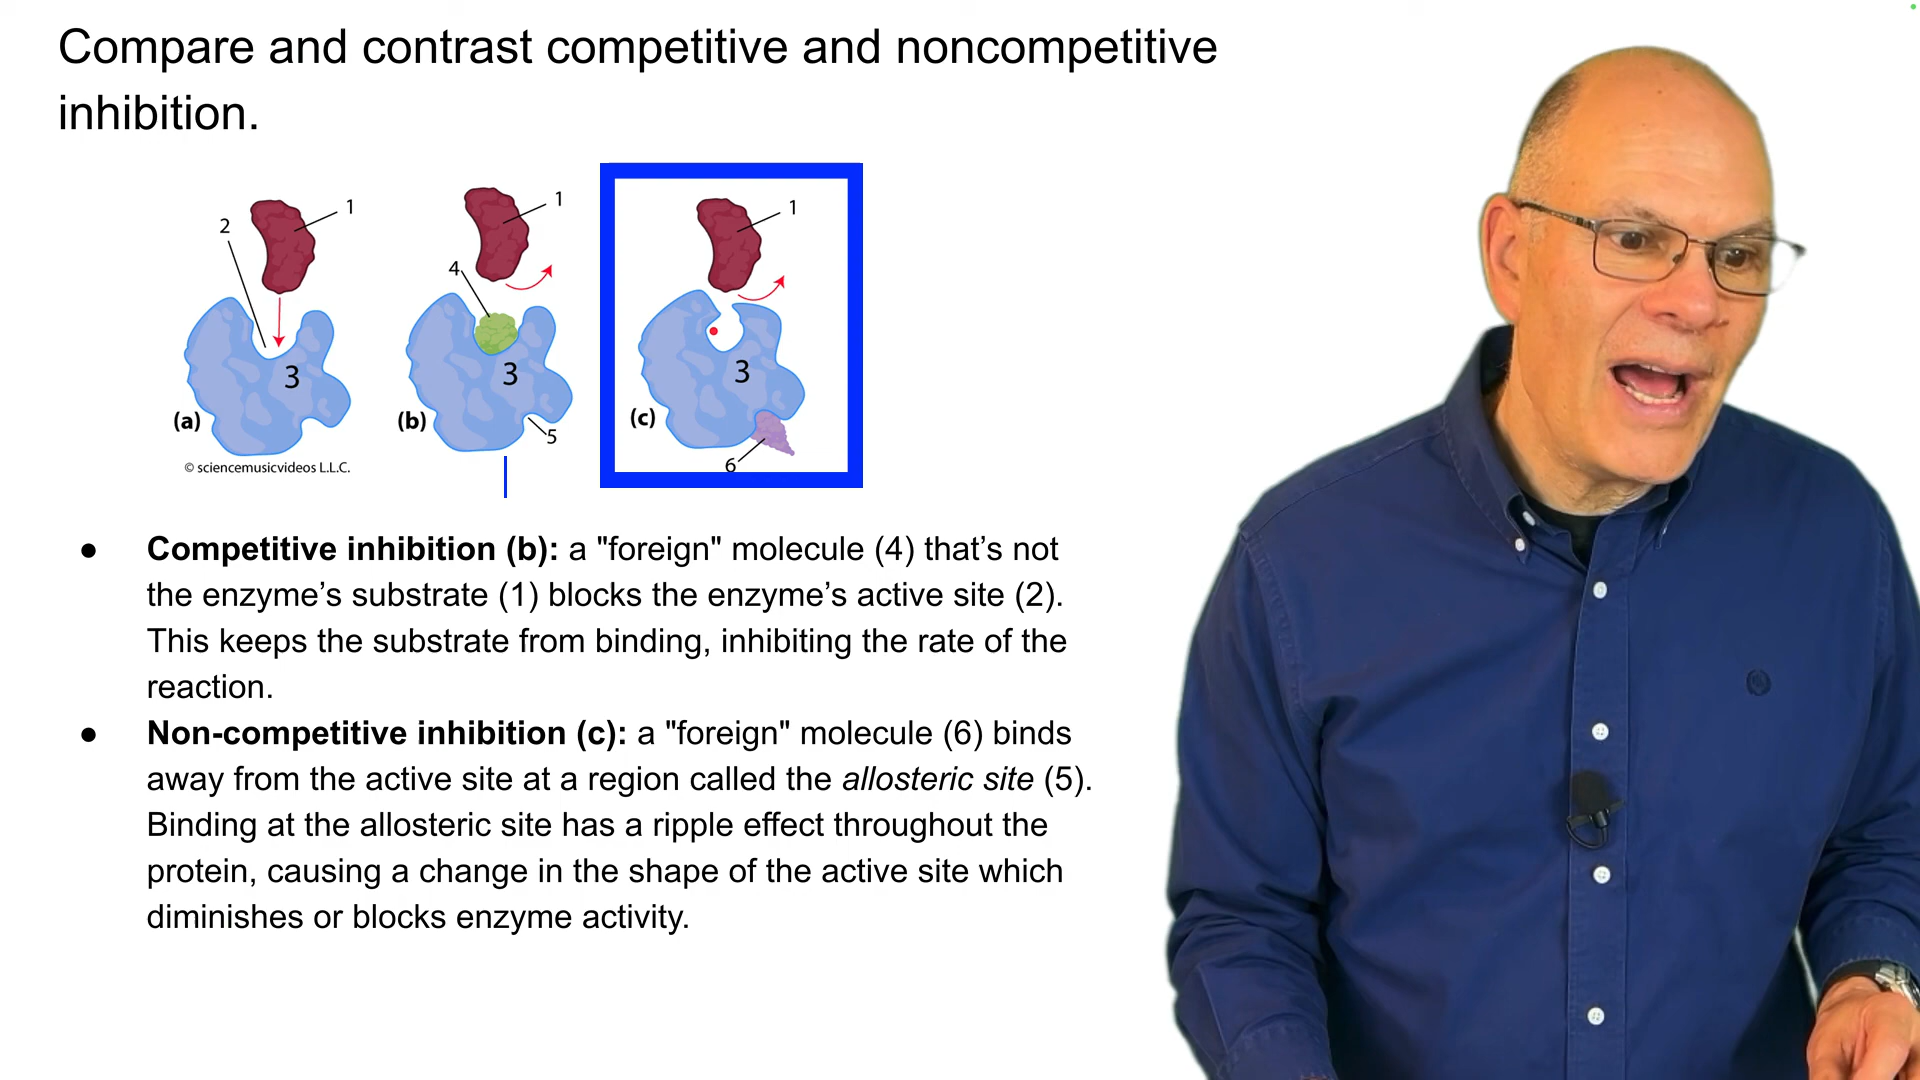 Compare and contrast competitive and noncompetitive
inhibition.
1
2
3
(a)
© sciencemusicvideos L.L.C.
1
4
3
(b)
5
1
3
(c)
6
● Competitive inhibition (b): a "foreign" molecule (4) that’s not
the enzyme’s substrate (1) blocks the enzyme’s active site (2).
This keeps the substrate from binding, inhibiting the rate of the
reaction.
● Non-competitive inhibition (c): a "foreign" molecule (6) binds
away from the active site at a region called the allosteric site (5).
Binding at the allosteric site has a ripple effect throughout the
protein, causing a change in the shape of the active site which
diminishes or blocks enzyme activity.